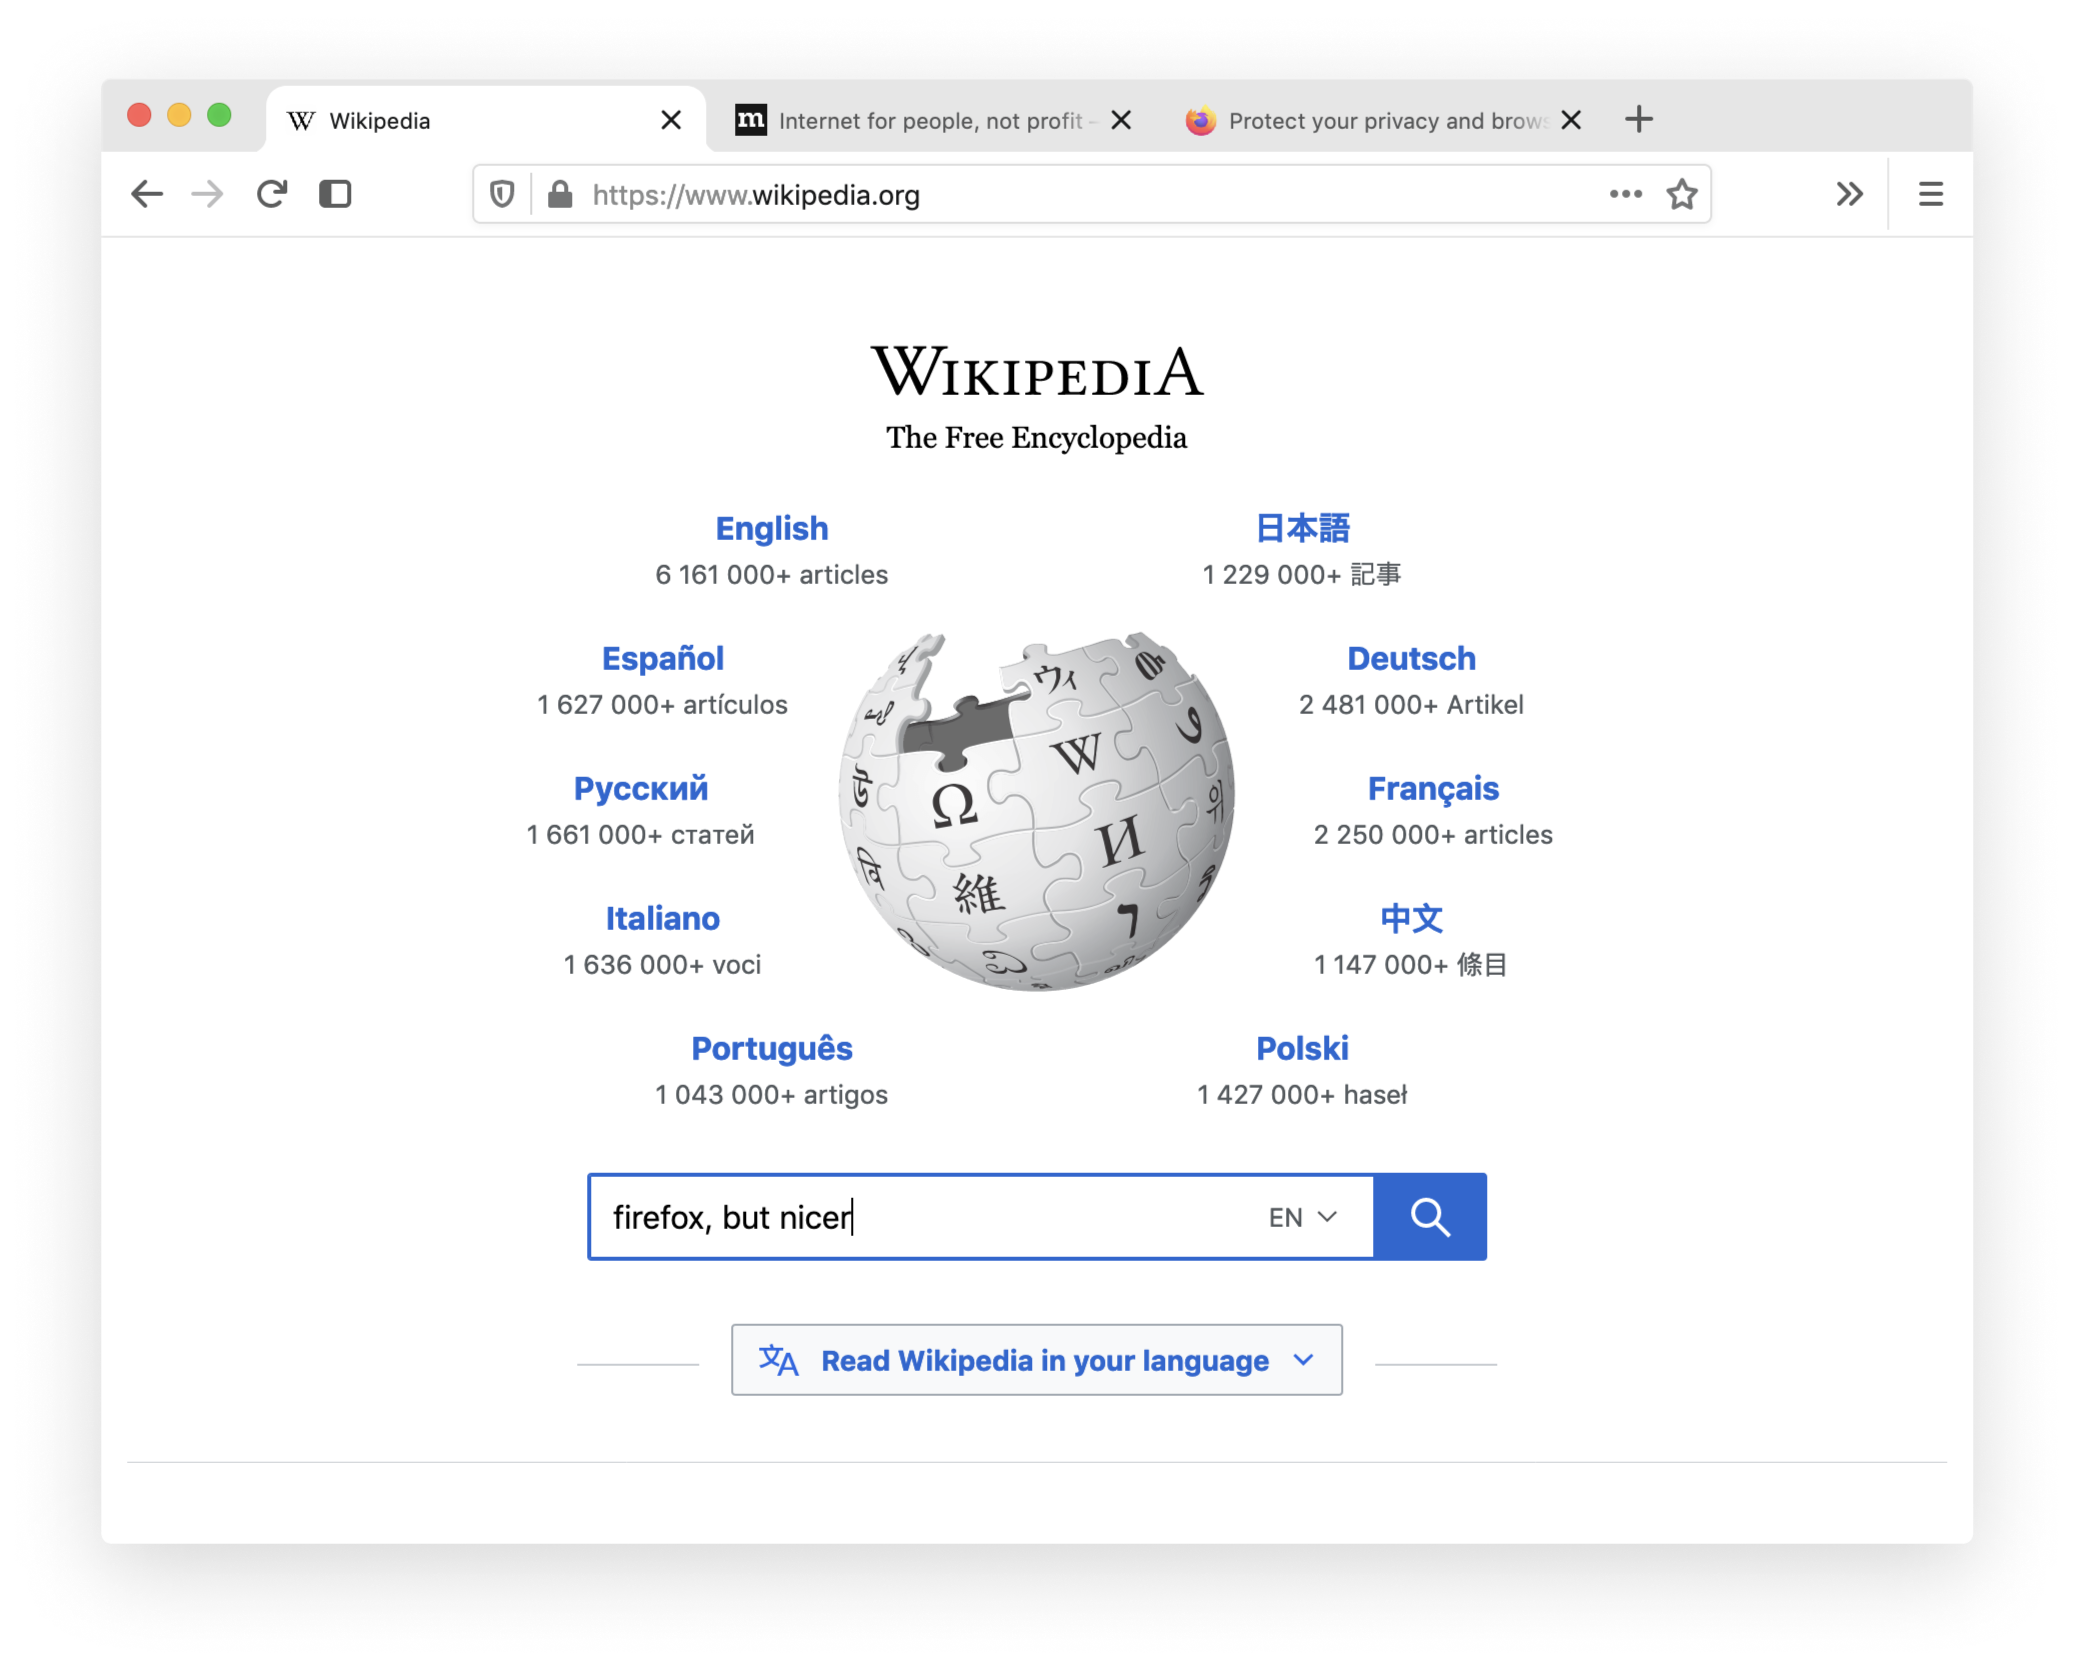 Wikipedia
Internet for people, not profit –
Protect your privacy and brows
https://www.wikipedia.org
WIKIPEDIA
The Free Encyclopedia
English
6 161 000+ articles
日本語
1 229 000+ 記事
Español
1 627 000+ artículos
Deutsch
2 481 000+ Artikel
Русский
1 661 000+ статей
Français
2 250 000+ articles
Italiano
1 636 000+ voci
中文
1 147 000+ 條目
Português
1 043 000+ artigos
Polski
1 427 000+ haseł
W
Ω
И
維
ウィ
firefox, but nicer
EN
Read Wikipedia in your language